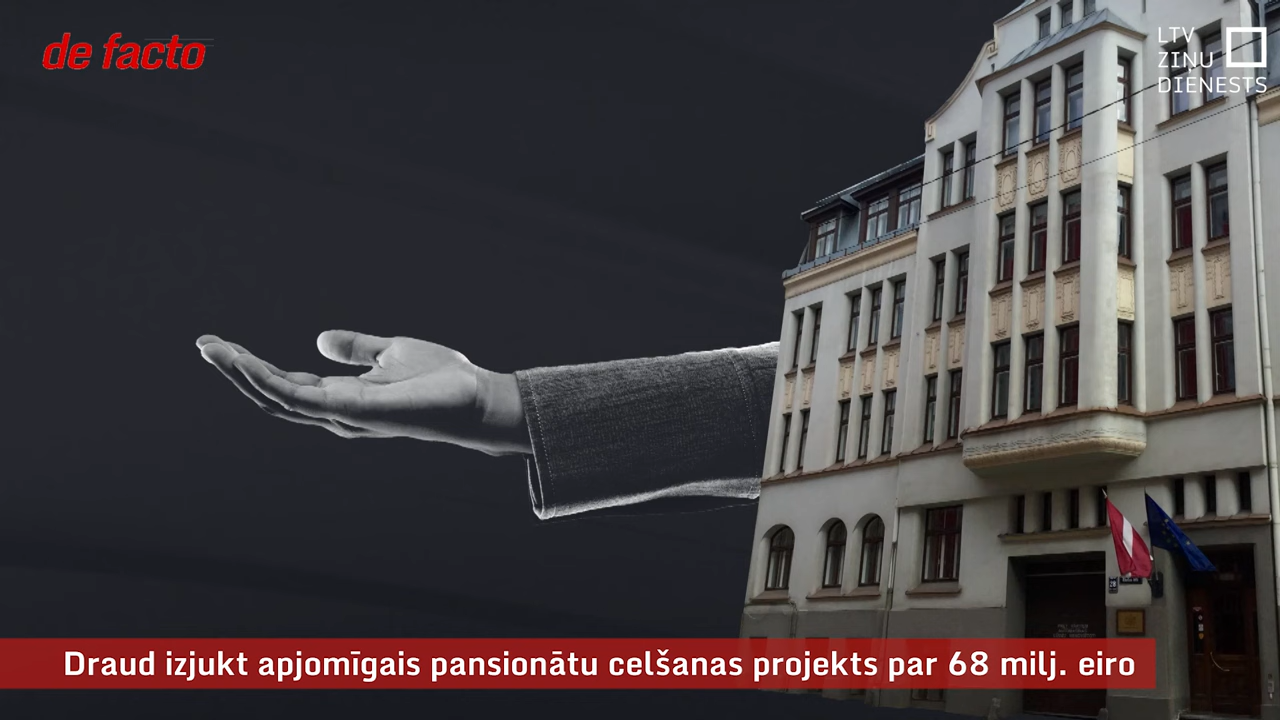 de facto
LTV
ZIŅU
DIENESTS
Draud izjukt apjomīgais pansionātu celšanas projekts par 68 milj. eiro